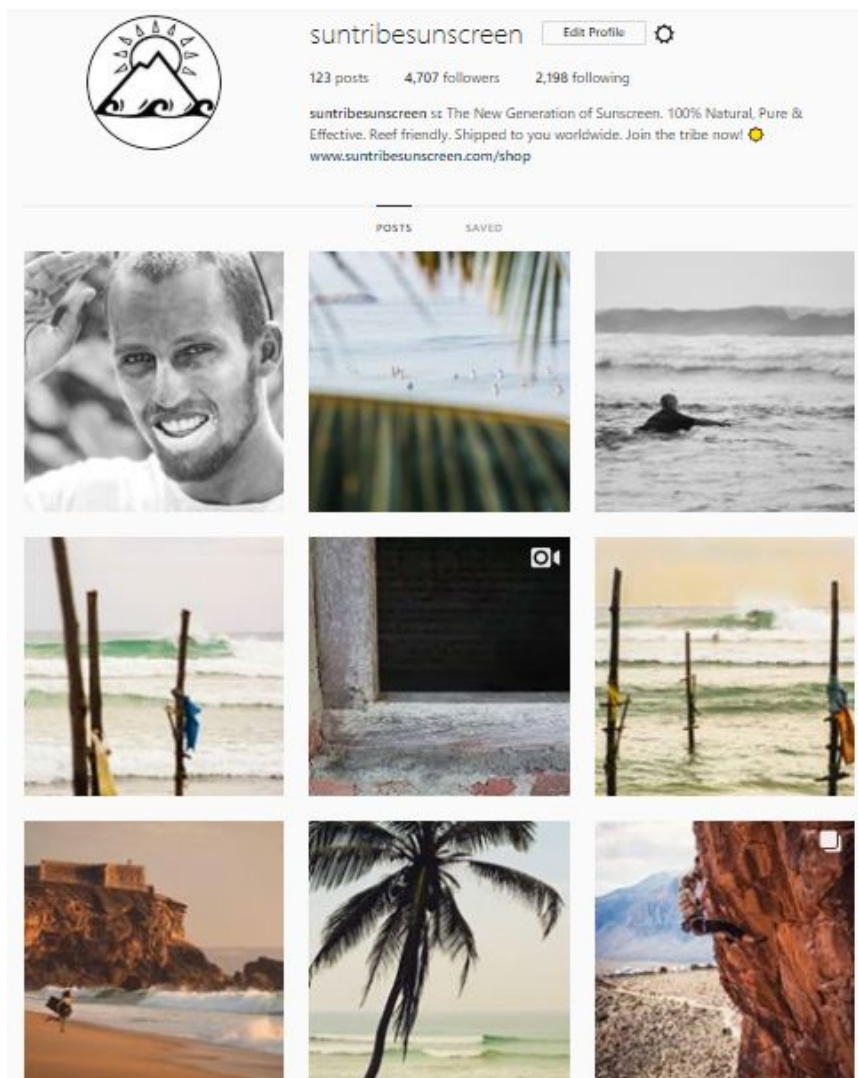 suntribesunscreen Edit Profile
123 posts 4,707 followers 2,198 following
suntribesunscreen st The New Generation of Sunscreen. 100% Natural, Pure &
Effective. Reef friendly. Shipped to you worldwide. Join the tribe now!
www.suntribesunscreen.com/shop
POSTS SAVED